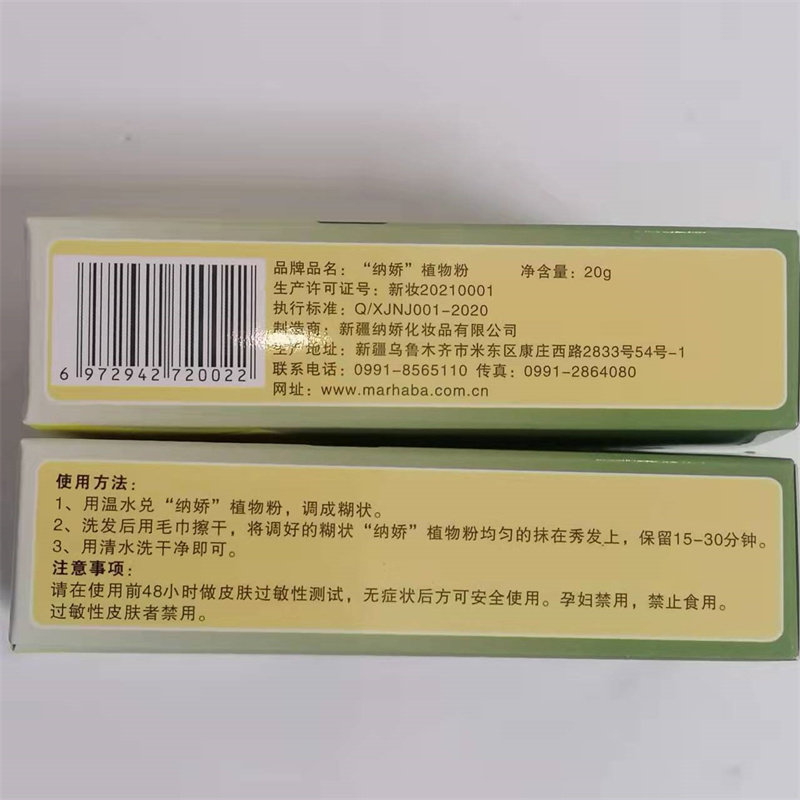 品牌品名：“纳娇”植物粉 净含量：20g
生产许可证号：新妆20210001
执行标准：Q/XJNJ001-2020
制造商：新疆纳娇化妆品有限公司
生产地址：新疆乌鲁木齐市米东区康庄西路2833号54号-1
联系电话：0991-8565110 传真：0991-2864080
网址：www.marhaba.com.cn
6 972942 720022
使用方法：
1、用温水兑“纳娇”植物粉，调成糊状。
2、洗发后用毛巾擦干，将调好的糊状“纳娇”植物粉均匀的抹在秀发上，保留15-30分钟。
3、用清水洗干净即可。
注意事项：
请在使用前48小时做皮肤过敏性测试，无症状后方可安全使用。孕妇禁用，禁止食用。
过敏性皮肤者禁用。